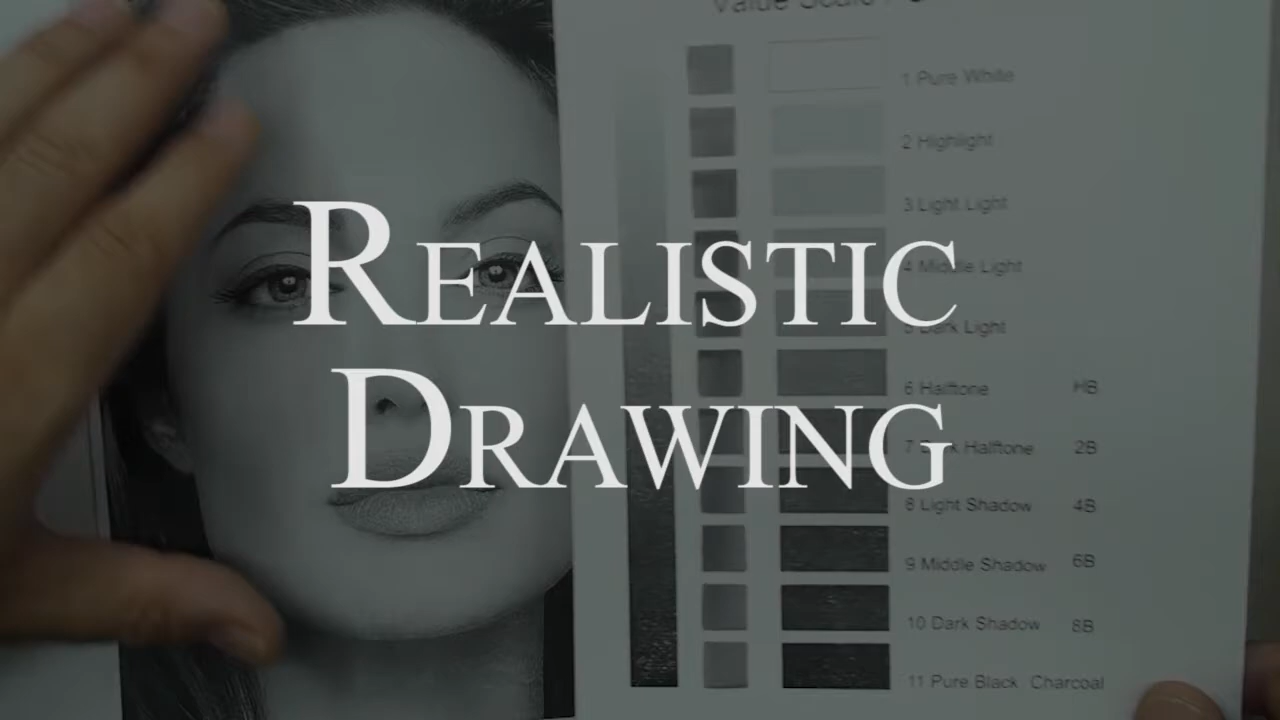 Value Scale
1 Pure White
2 Highlight
3 Light Light
4 Middle Light
5 Dark Light
6 Halftone HB
7 Dark Halftone 2B
8 Light Shadow 4B
9 Middle Shadow 6B
10 Dark Shadow 8B
11 Pure Black Charcoal
REALISTIC
DRAWING